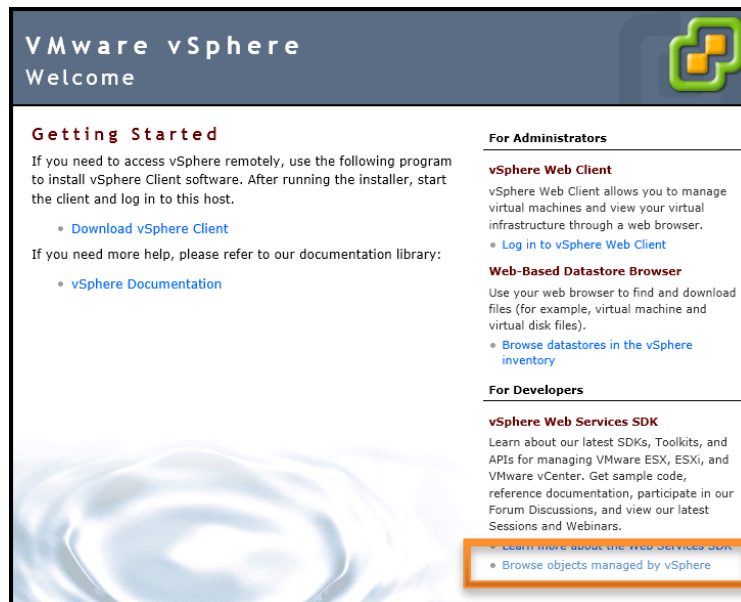 VMware vSphere
Welcome
Getting Started
If you need to access vSphere remotely, use the following program
to install vSphere Client software. After running the installer, start
the client and log in to this host.
Download vSphere Client
If you need more help, please refer to our documentation library:
vSphere Documentation
For Administrators
vSphere Web Client
vSphere Web Client allows you to manage
virtual machines and view your virtual
infrastructure through a web browser.
Log in to vSphere Web Client
Web-Based Datastore Browser
Use your web browser to find and download
files (for example, virtual machine and
virtual disk files).
Browse datastores in the vSphere
inventory
For Developers
vSphere Web Services SDK
Learn about our latest SDKs, Toolkits, and
APIs for managing VMware ESX, ESXi, and
VMware vCenter. Get sample code,
reference documentation, participate in our
Forum Discussions, and view our latest
Sessions and Webinars.
Learn more about the Web Services SDK
Browse objects managed by vSphere